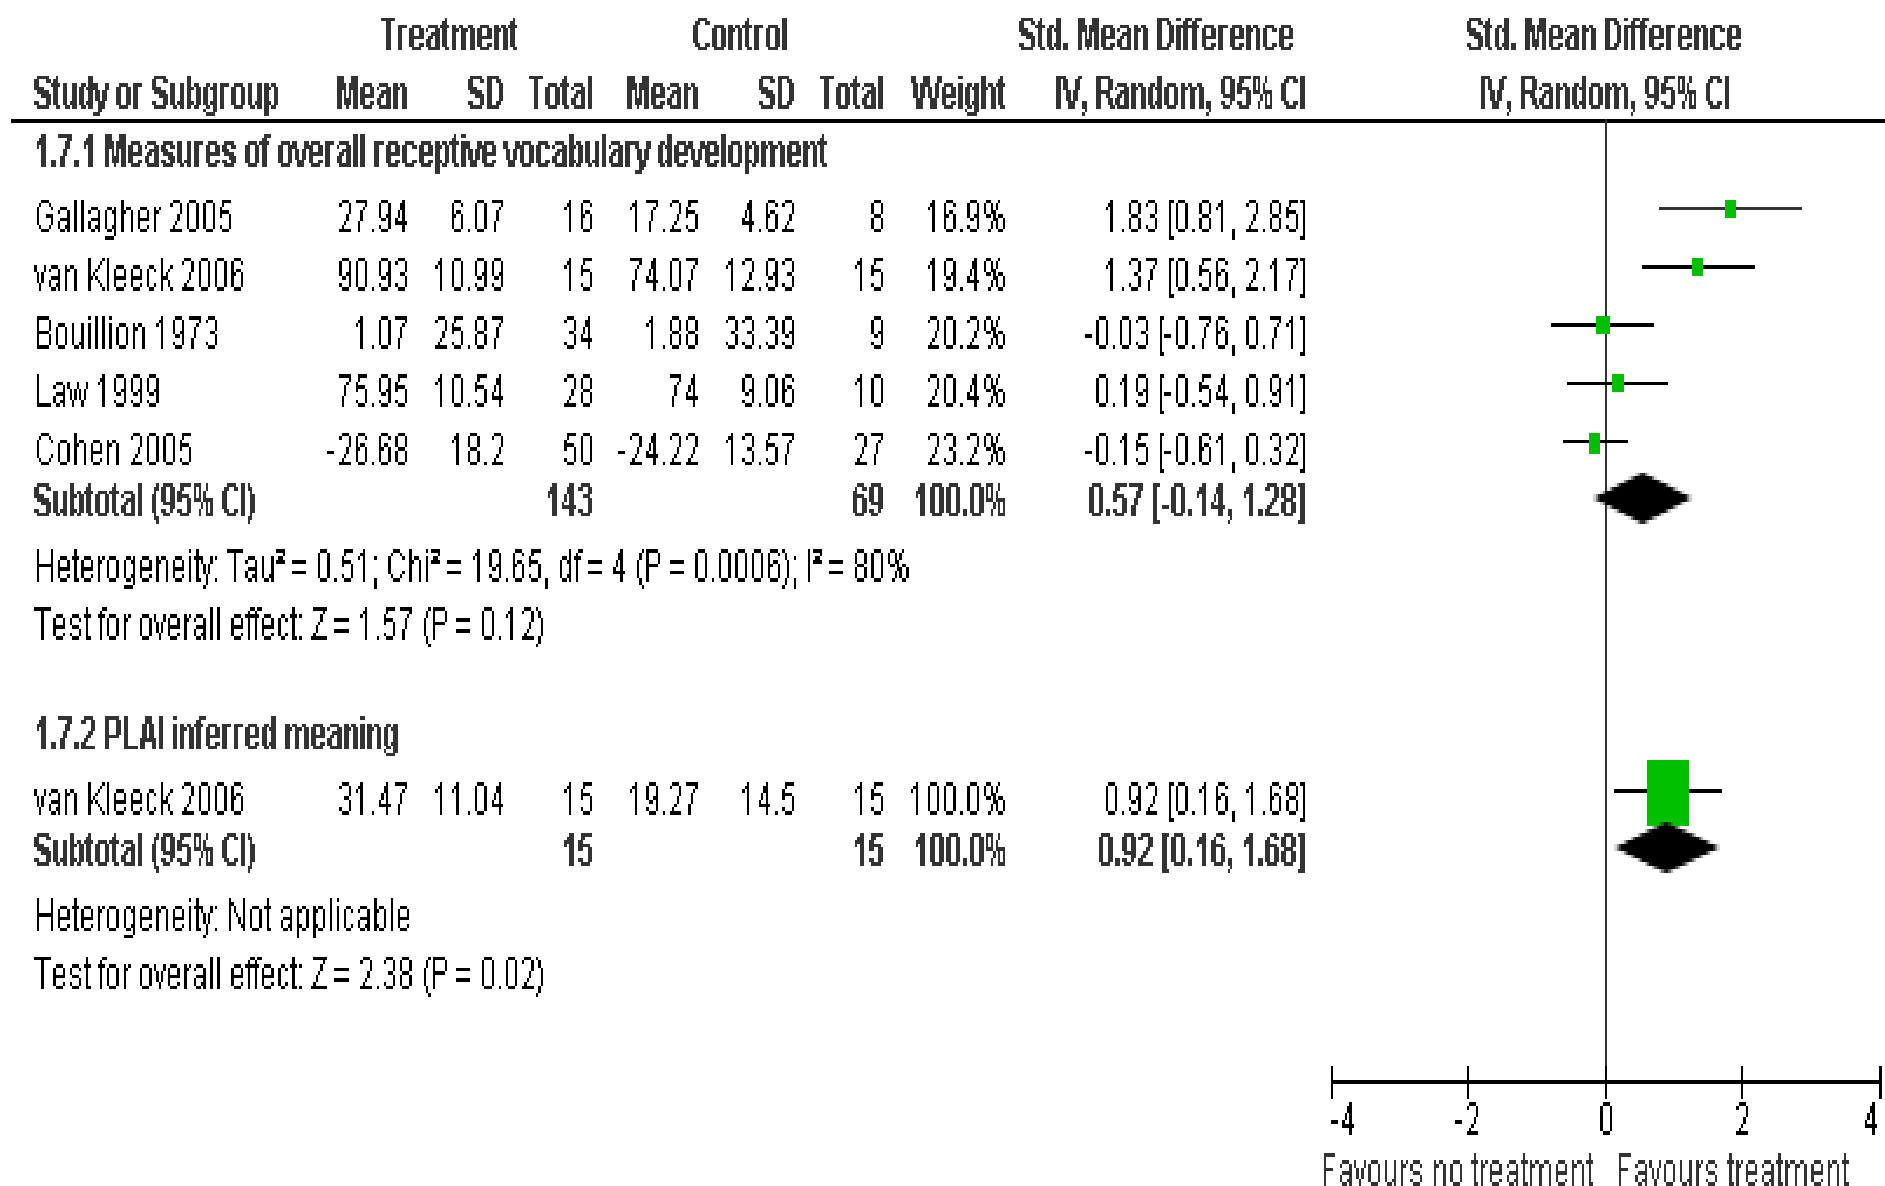 Treatment Control Std. Mean Difference Std. Mean Difference
Study or Subgroup Mean SD Total Mean SD Total Weight IV, Random, 95% CI IV, Random, 95% CI
1.7.1 Measures of overall receptive vocabulary development
Gallagher 2005 27.94 6.07 16 17.25 4.62 8 16.9% 1.83 [0.81, 2.85]
van Kleeck 2006 90.93 10.99 15 74.07 12.93 15 19.4% 1.37 [0.56, 2.17]
Bouillion 1973 1.07 25.87 34 1.88 33.39 9 20.2% -0.03 [-0.76, 0.71]
Law 1999 75.95 10.54 28 74 9.06 10 20.4% 0.19 [-0.54, 0.91]
Cohen 2005 -26.68 18.2 50 -24.22 13.57 27 23.2% -0.15 [-0.61, 0.32]
Subtotal (95% CI) 143 69 100.0% 0.57 [-0.14, 1.28]
Heterogeneity: Tau² = 0.51; Chi² = 19.65, df = 4 (P = 0.0006); I² = 80%
Test for overall effect: Z = 1.57 (P = 0.12)
1.7.2 PLAI inferred meaning
van Kleeck 2006 31.47 11.04 15 19.27 14.5 15 100.0% 0.92 [0.16, 1.68]
Subtotal (95% CI) 15 15 100.0% 0.92 [0.16, 1.68]
Heterogeneity: Not applicable
Test for overall effect: Z = 2.38 (P = 0.02)
-4 -2 0 2 4
Favours no treatment Favours treatment